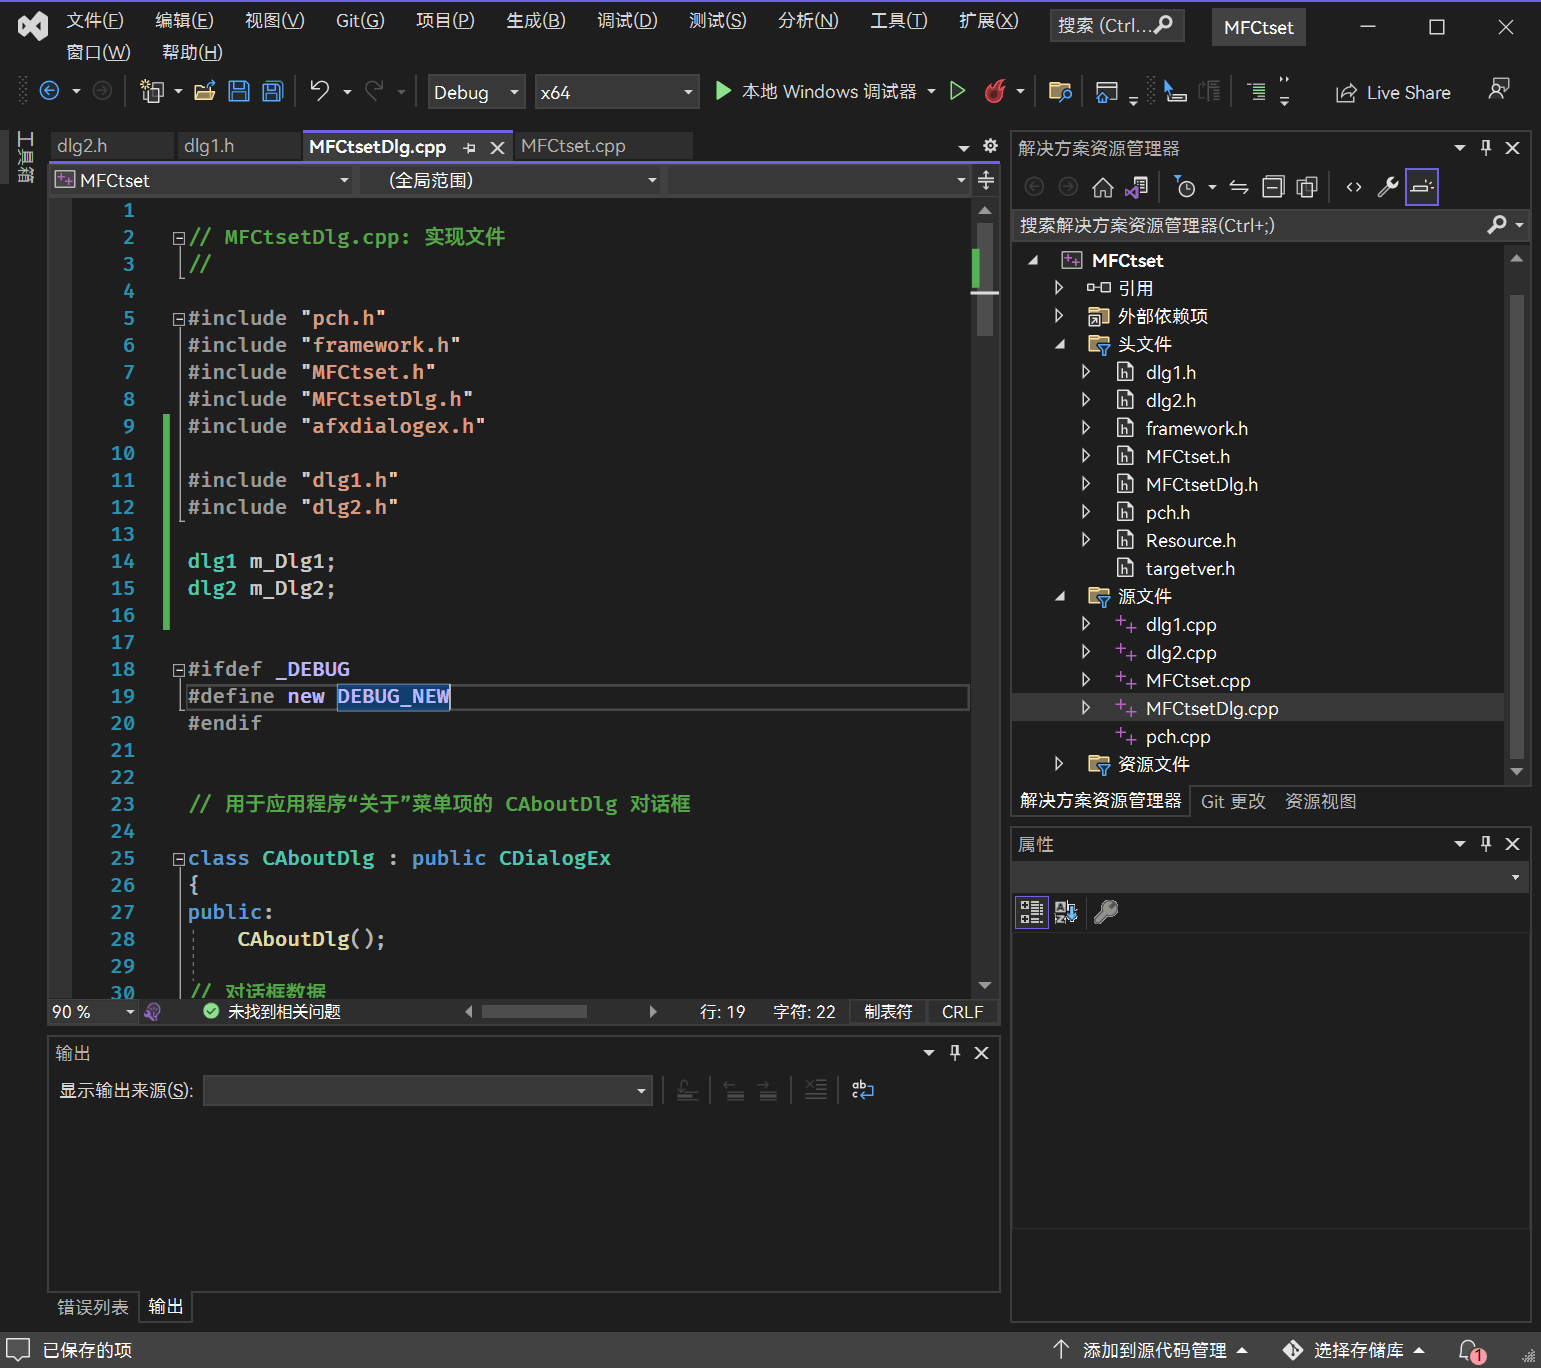 文件(F) 编辑(E) 视图(V) Git(G) 项目(P) 生成(B) 调试(D) 测试(S) 分析(N) 工具(T) 扩展(X) 搜索 (Ctrl... MFCtset
窗口(W) 帮助(H)
Debug x64 本地 Windows 调试器 Live Share
工具箱
dlg2.h dlg1.h MFCtsetDlg.cpp MFCtset.cpp
MFCtset (全局范围)
1
2 // MFCtsetDlg.cpp: 实现文件
3 //
4
5 #include "pch.h"
6 #include "framework.h"
7 #include "MFCtset.h"
8 #include "MFCtsetDlg.h"
9 #include "afxdialogex.h"
10
11 #include "dlg1.h"
12 #include "dlg2.h"
13
14 dlg1 m_Dlg1;
15 dlg2 m_Dlg2;
16
17
18 #ifdef _DEBUG
19 #define new DEBUG_NEW
20 #endif
21
22
23 // 用于应用程序“关于”菜单项的 CAboutDlg 对话框
24
25 class CAboutDlg : public CDialogEx
26 {
27 public:
28 CAboutDlg();
29
30 // 对话框数据
90 % 未找到相关问题 行: 19 字符: 22 制表符 CRLF
输出
显示输出来源(S):
错误列表 输出
解决方案资源管理器
搜索解决方案资源管理器(Ctrl+;)
MFCtset
引用
外部依赖项
头文件
dlg1.h
dlg2.h
framework.h
MFCtset.h
MFCtsetDlg.h
pch.h
Resource.h
targetver.h
源文件
dlg1.cpp
dlg2.cpp
MFCtset.cpp
MFCtsetDlg.cpp
pch.cpp
资源文件
解决方案资源管理器 Git 更改 资源视图
属性
已保存的项 添加到源代码管理 选择存储库 1